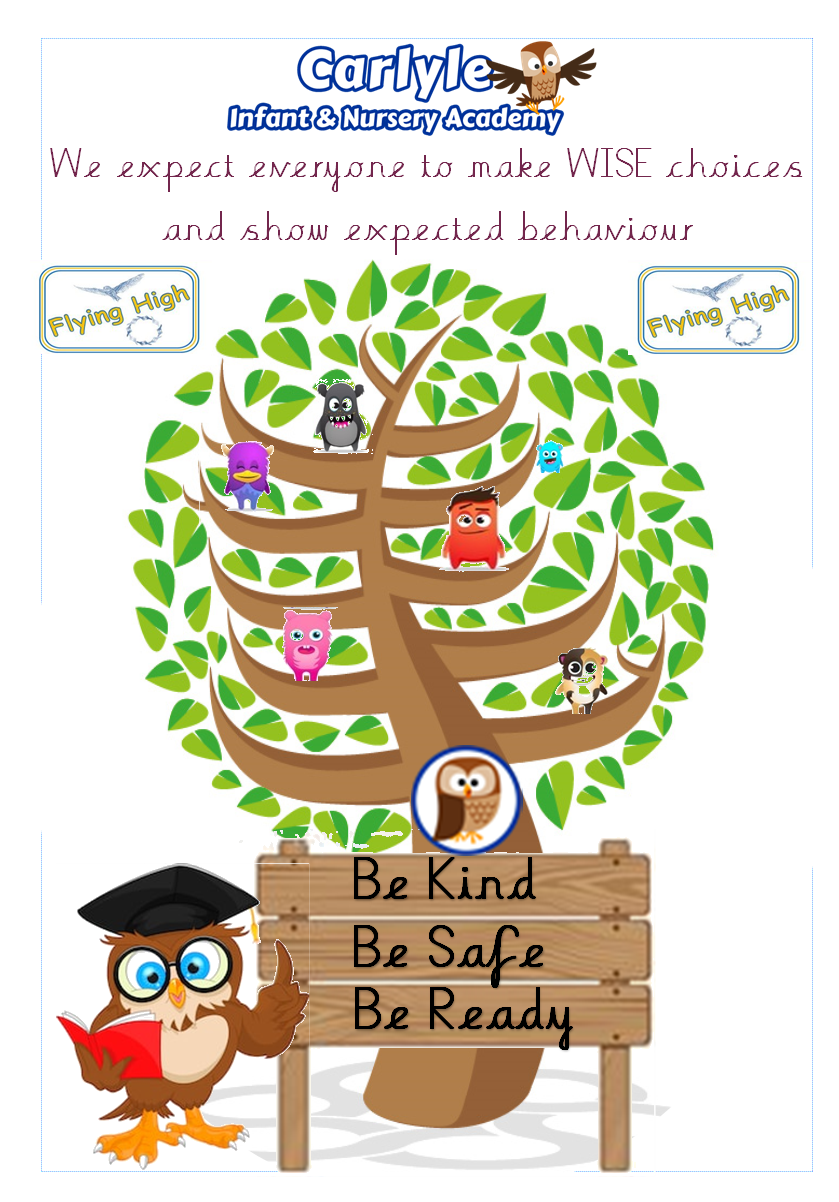 Carlyle
Infant & Nursery Academy
We expect everyone to make WISE choices
and show expected behaviour
Flying High
Flying High
Be Kind
Be Safe
Be Ready